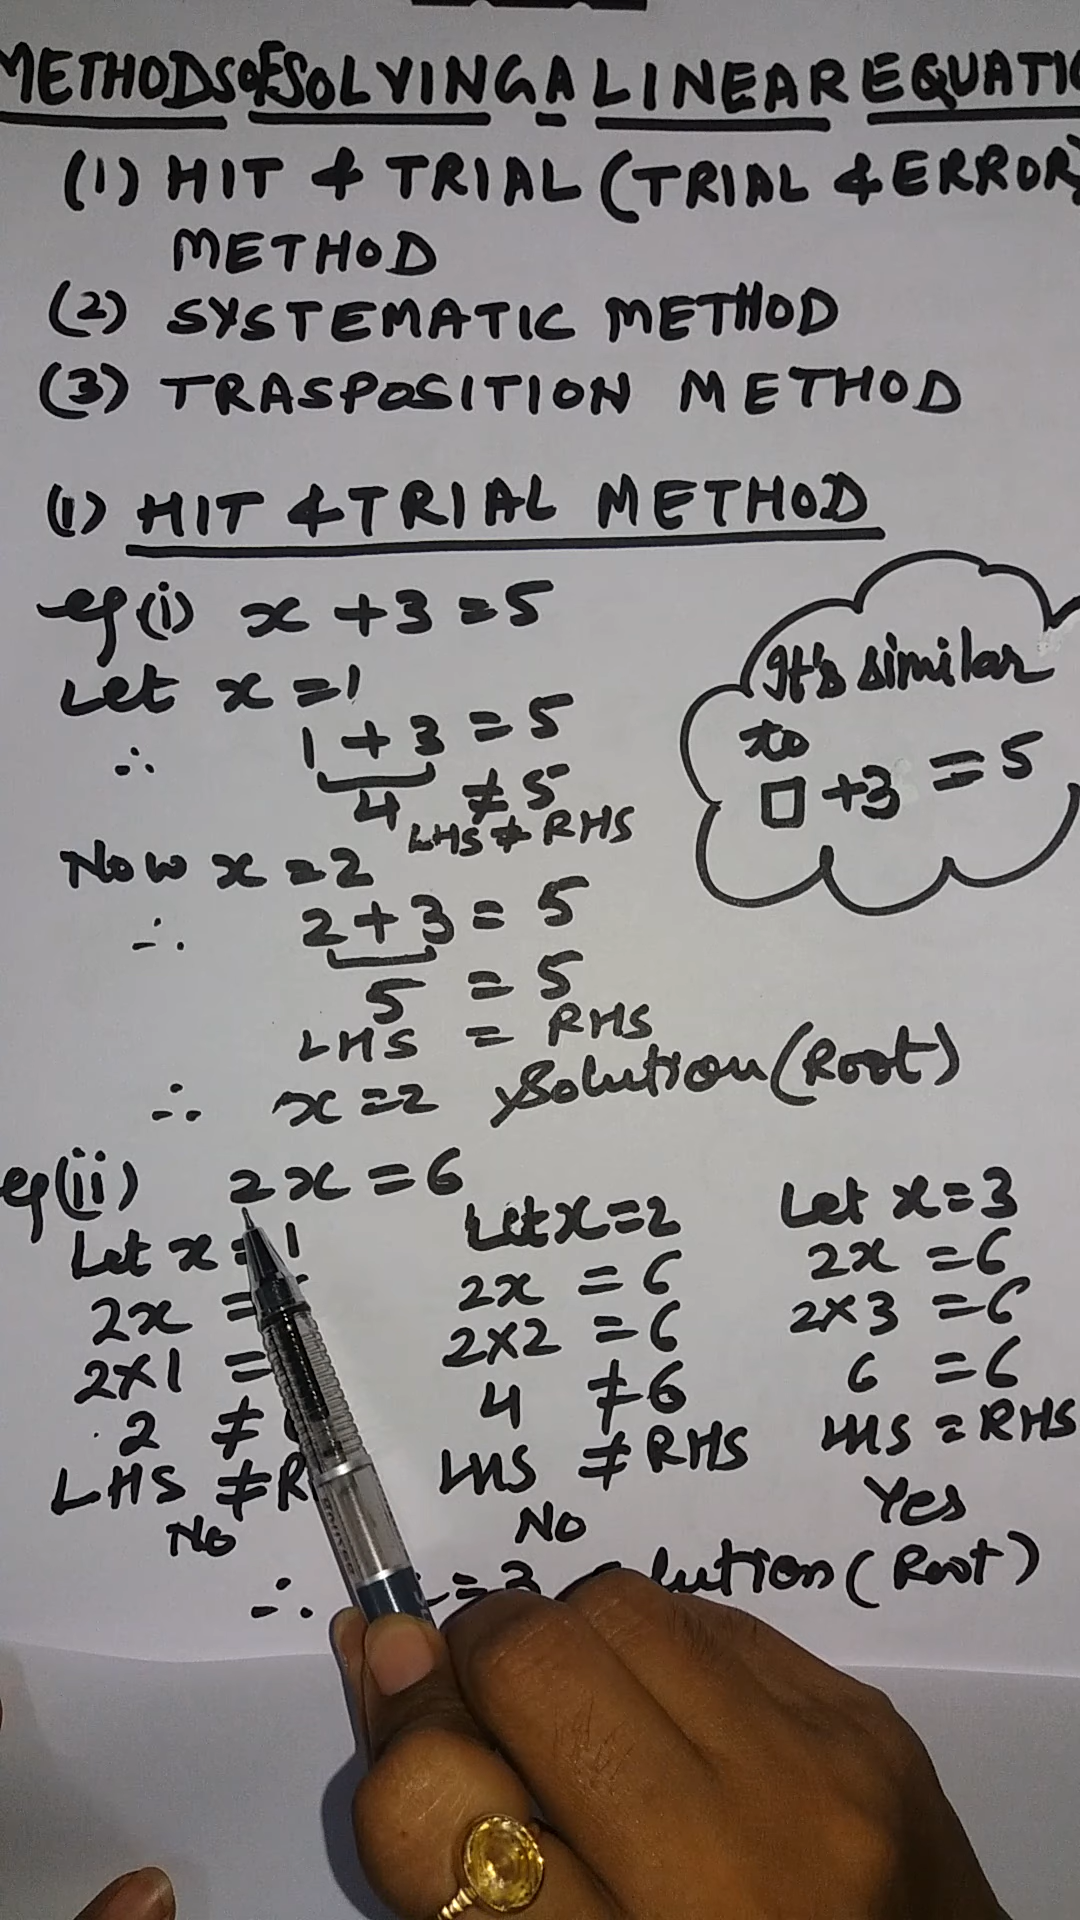 METHODS OF SOLVING A LINEAR EQUATIO
(1) HIT & TRIAL (TRIAL & ERROR)
METHOD
(2) SYSTEMATIC METHOD
(3) TRASPOSITION METHOD
(1) HIT & TRIAL METHOD
eg(i) x + 3 = 5
Let x = 1
∴ 1 + 3 = 5
4 ≠ 5
LHS ≠ RHS
Now x = 2
∴ 2 + 3 = 5
5 = 5
LHS = RHS
∴ x = 2 Solution (Root)
It's similar
to
□ + 3 = 5
eg(ii) 2x = 6
Let x = 1
2x =
2×1 =
2 ≠
LHS ≠ R
No
Let x = 2
2x = 6
2×2 = 6
4 ≠ 6
LHS ≠ RHS
No
Let x = 3
2x = 6
2×3 = 6
6 = 6
LHS = RHS
Yes
∴ = 3 olution (Root)